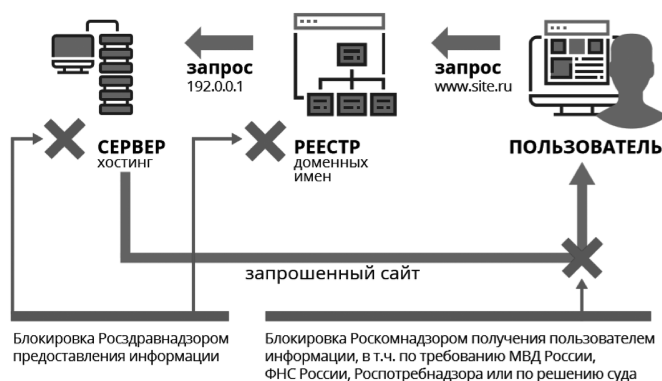 запрос
192.0.0.1
запрос
www.site.ru
СЕРВЕР
хостинг
РЕЕСТР
доменных
имен
ПОЛЬЗОВАТЕЛЬ
запрошенный сайт
Блокировка Росздравнадзором
предоставления информации
Блокировка Роскомнадзором получения пользователем
информации, в т.ч. по требованию МВД России,
ФНС России, Роспотребнадзора или по решению суда